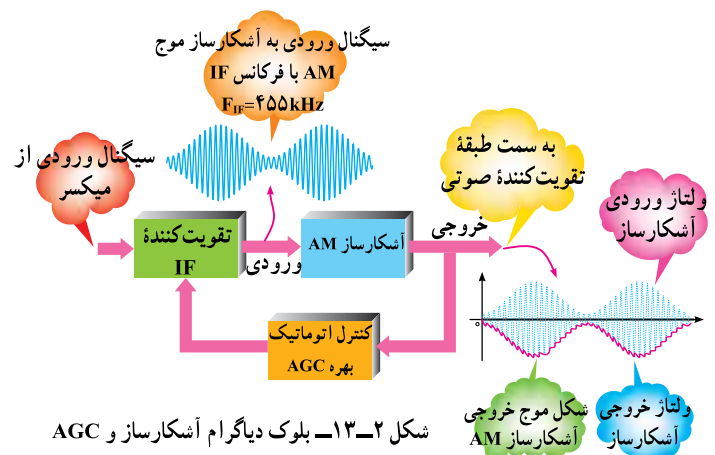 سیگنال ورودی به آشکارساز موج
AM با فرکانس IF
F_IF=۴۵۵kHz
سیگنال ورودی از
میکسر
به سمت طبقهٔ
تقویت‌کنندهٔ صوتی
ولتاژ ورودی
آشکارساز
تقویت‌کنندهٔ
IF
ورودی
آشکارساز AM
خروجی
کنترل اتوماتیک
بهره AGC
۰
شکل موج خروجی
آشکارساز AM
ولتاژ خروجی
آشکارساز
شکل ۲ــ۱۳ــ بلوک دیاگرام آشکارساز و AGC